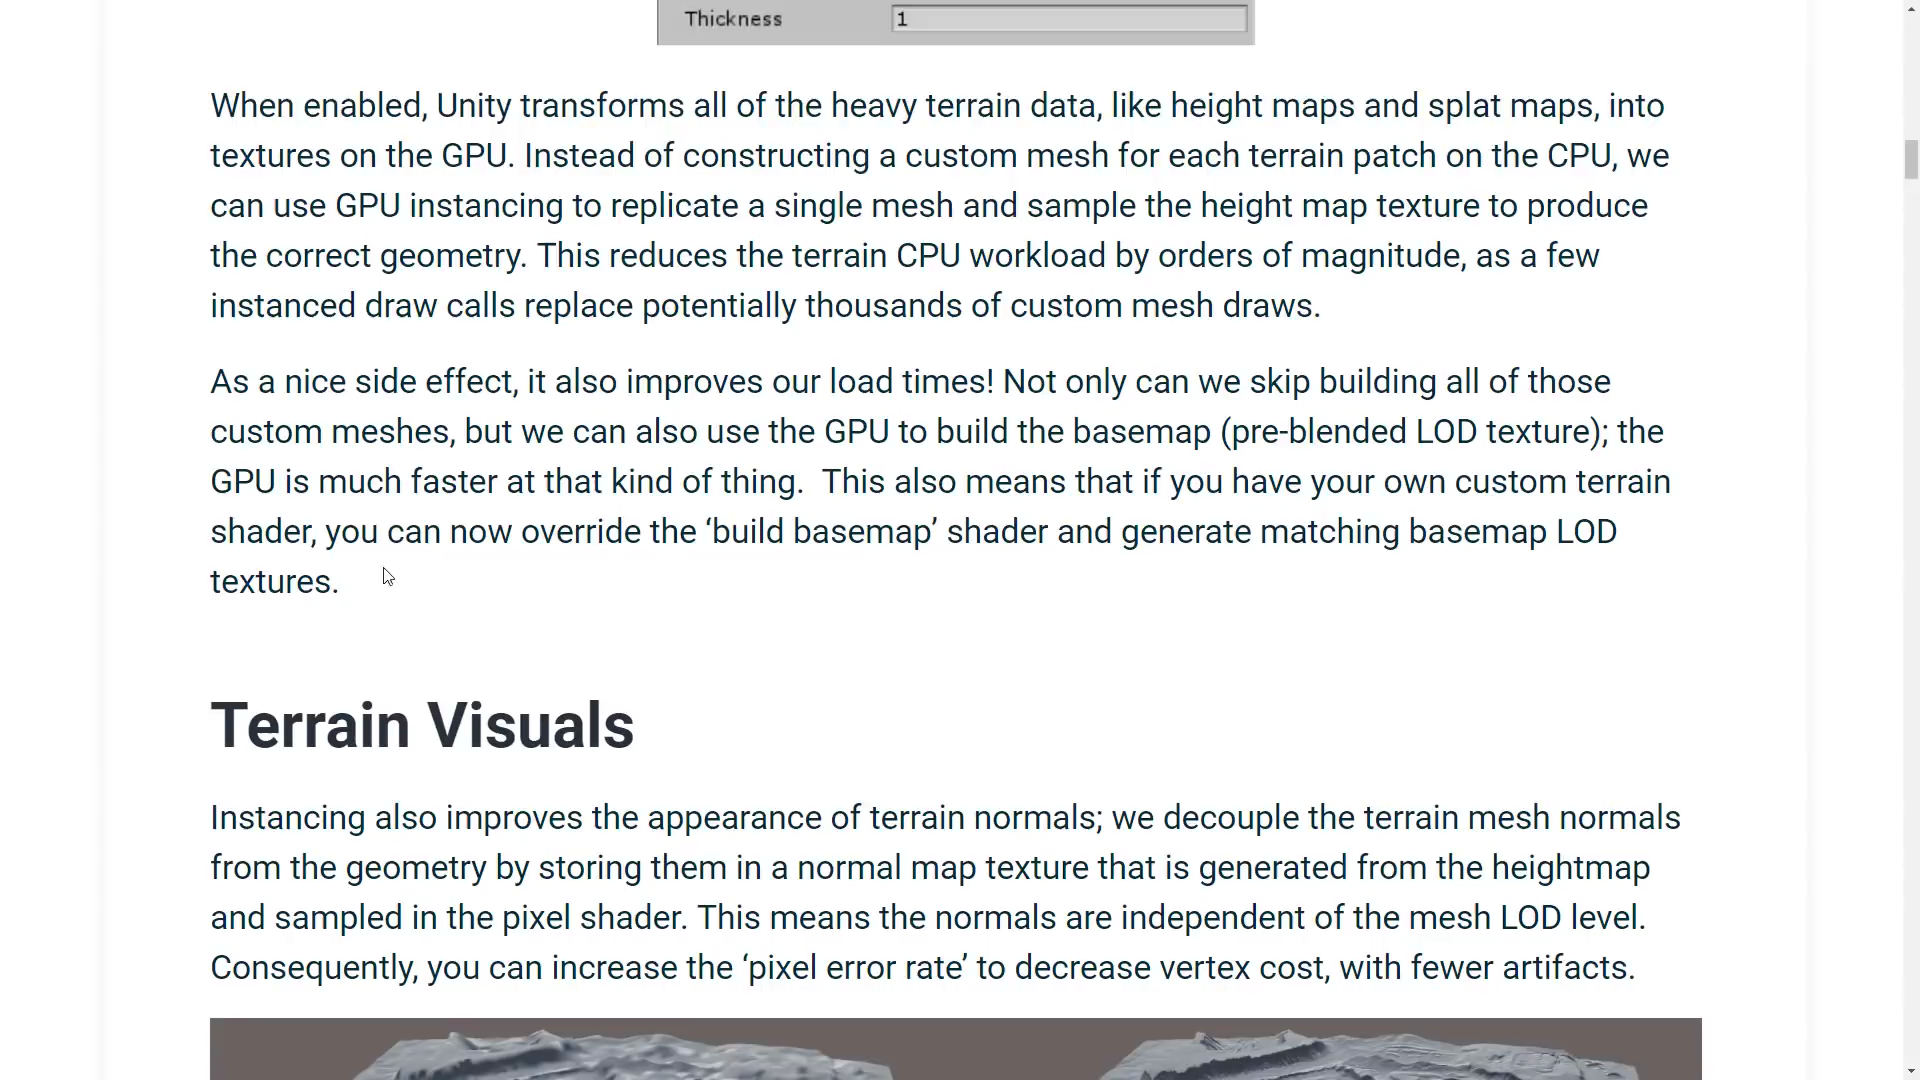 Thickness 1
When enabled, Unity transforms all of the heavy terrain data, like height maps and splat maps, into
textures on the GPU. Instead of constructing a custom mesh for each terrain patch on the CPU, we
can use GPU instancing to replicate a single mesh and sample the height map texture to produce
the correct geometry. This reduces the terrain CPU workload by orders of magnitude, as a few
instanced draw calls replace potentially thousands of custom mesh draws.
As a nice side effect, it also improves our load times! Not only can we skip building all of those
custom meshes, but we can also use the GPU to build the basemap (pre-blended LOD texture); the
GPU is much faster at that kind of thing.  This also means that if you have your own custom terrain
shader, you can now override the ‘build basemap’ shader and generate matching basemap LOD
textures.
Terrain Visuals
Instancing also improves the appearance of terrain normals; we decouple the terrain mesh normals
from the geometry by storing them in a normal map texture that is generated from the heightmap
and sampled in the pixel shader. This means the normals are independent of the mesh LOD level.
Consequently, you can increase the ‘pixel error rate’ to decrease vertex cost, with fewer artifacts.